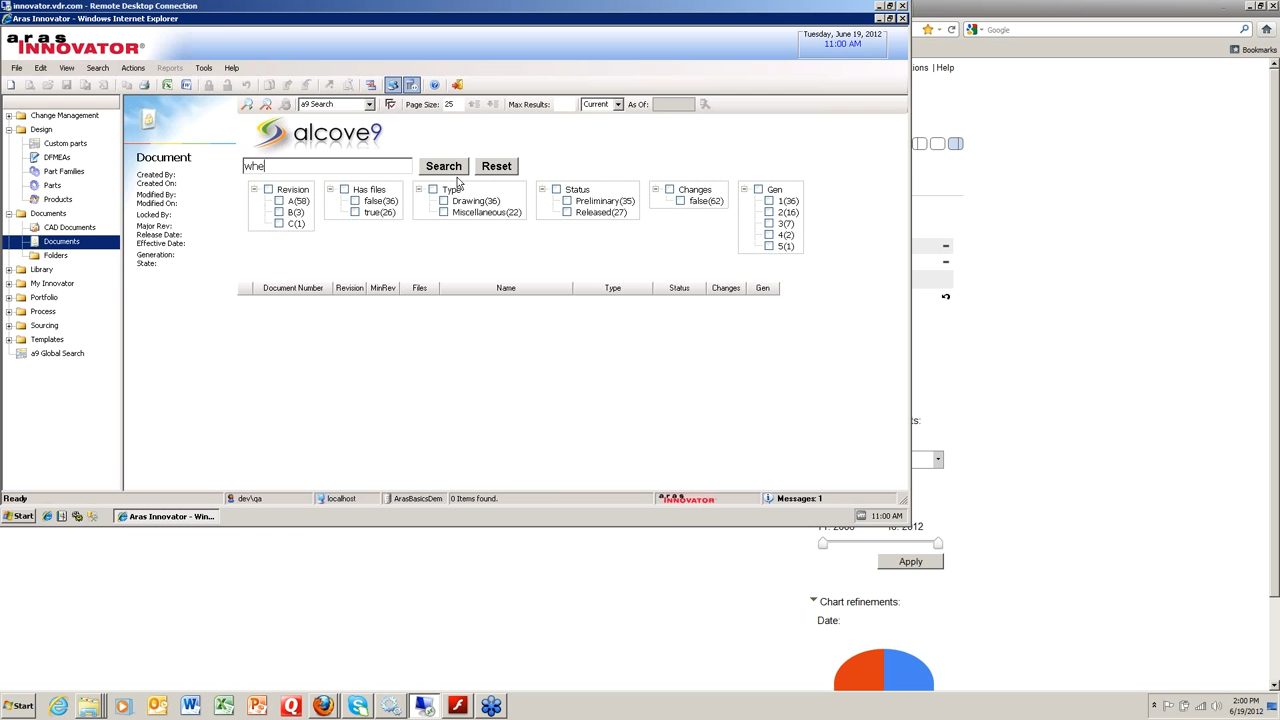 innovator.vdr.com - Remote Desktop Connection
Aras Innovator - Windows Internet Explorer
aras
INNOVATOR
Tuesday, June 19, 2012
11:00 AM
Google
Bookmarks
File Edit View Search Actions Reports Tools Help
ions | Help
a9 Search Page Size: 25 Max Results: Current As Of:
Change Management
Design
Custom parts
DFMEAs
Part Families
Parts
Products
Documents
CAD Documents
Documents
Folders
Library
My Innovator
Portfolio
Process
Sourcing
Templates
a9 Global Search
Document
Created By:
Created On:
Modified By:
Modified On:
Locked By:
Major Rev:
Release Date:
Effective Date:
Generation:
State:
alcove9
whe Search Reset
Revision
A(58)
B(3)
C(1)
Has files
false(36)
true(26)
Type
Drawing(36)
Miscellaneous(22)
Status
Preliminary(35)
Released(27)
Changes
false(62)
Gen
1(36)
2(16)
3(7)
4(2)
5(1)
Document Number Revision MinRev Files Name Type Status Changes Gen
ts:
Ready dev\qa localhost ArasBasicsDem 0 Items found. aras INNOVATOR Messages: 1
Start Aras Innovator - Win... 11:00 AM
Apply
Chart refinements:
Date:
Start 2:00 PM
6/19/2012